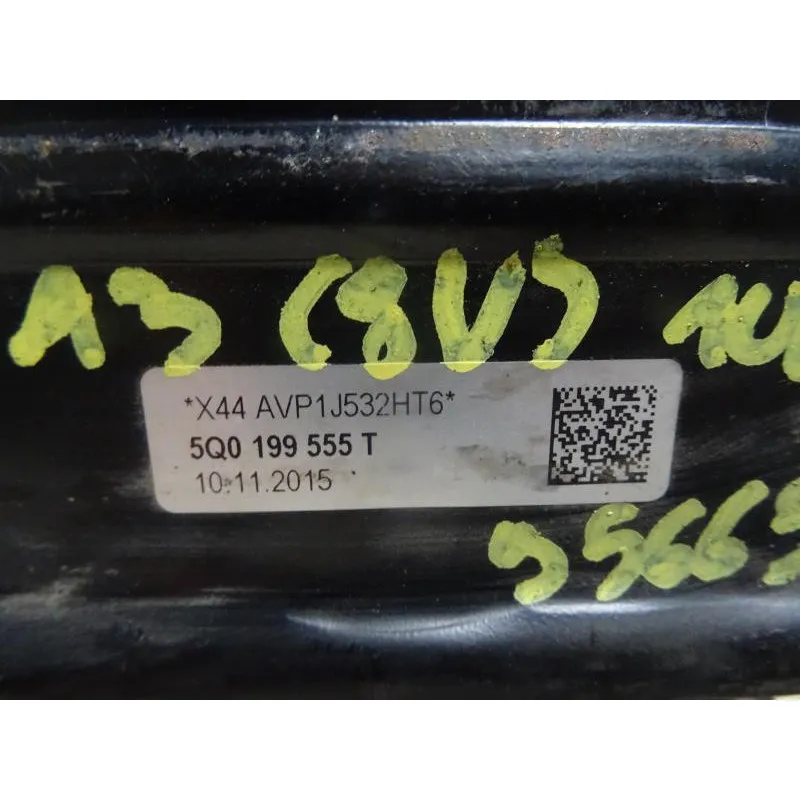 A3 (8V)
*X44 AVP1J532HT6*
5Q0 199 555 T
10.11.2015